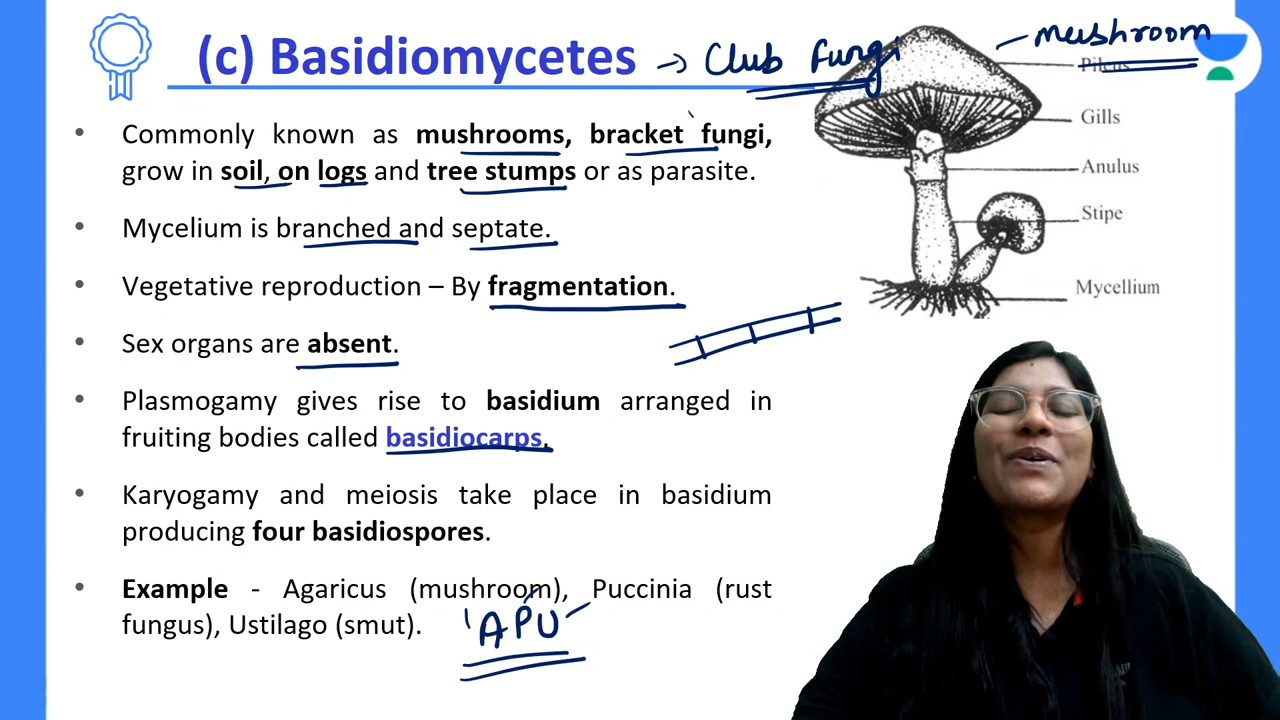 (c) Basidiomycetes → Club fungi
mushroom
Pileus
Gills
Anulus
Stipe
Mycellium
• Commonly known as mushrooms, bracket fungi,
grow in soil, on logs and tree stumps or as parasite.
• Mycelium is branched and septate.
• Vegetative reproduction – By fragmentation.
• Sex organs are absent.
• Plasmogamy gives rise to basidium arranged in
fruiting bodies called basidiocarps.
• Karyogamy and meiosis take place in basidium
producing four basidiospores.
• Example - Agaricus (mushroom), Puccinia (rust
fungus), Ustilago (smut).
'APU'